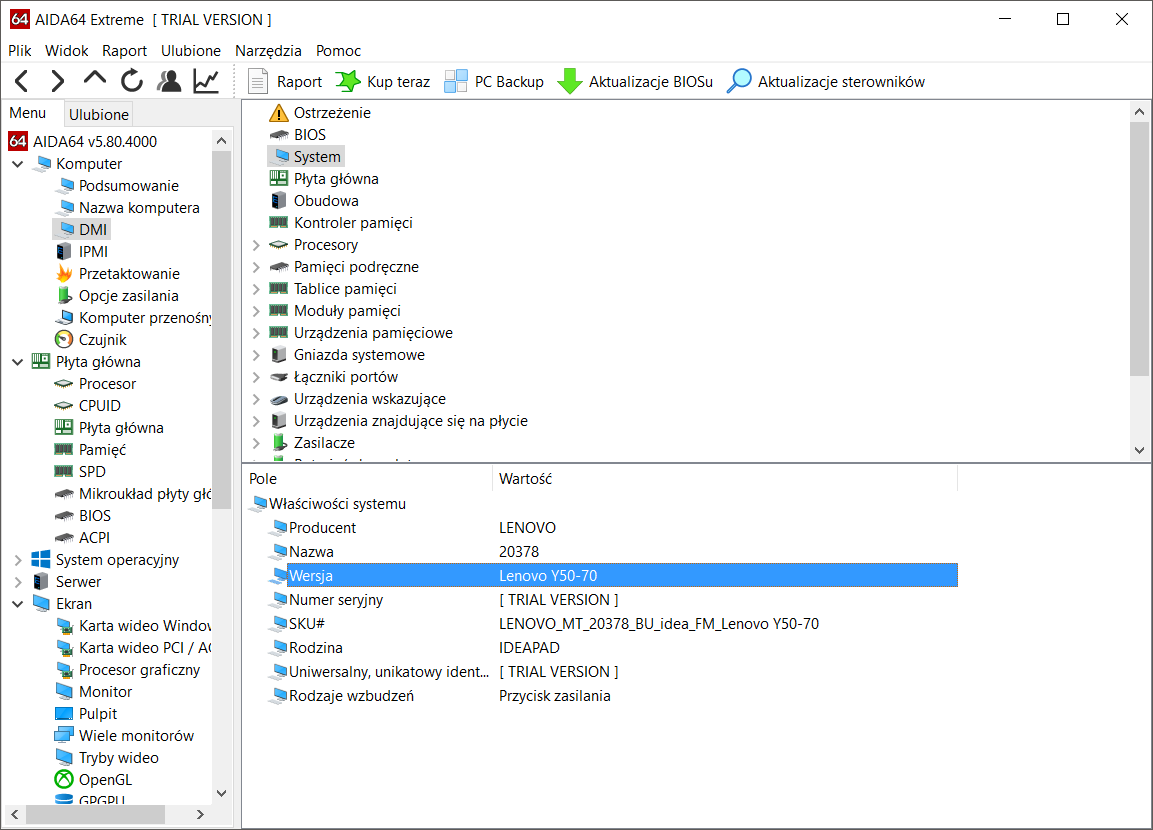 64 AIDA64 Extreme [ TRIAL VERSION ]
Plik Widok Raport Ulubione Narzędzia Pomoc
Raport Kup teraz PC Backup Aktualizacje BIOSu Aktualizacje sterowników
Menu Ulubione
64 AIDA64 v5.80.4000
Komputer
Podsumowanie
Nazwa komputera
DMI
IPMI
Przetaktowanie
Opcje zasilania
Komputer przenośny
Czujnik
Płyta główna
Procesor
CPUID
Płyta główna
Pamięć
SPD
Mikroukład płyty głó
BIOS
ACPI
System operacyjny
Serwer
Ekran
Karta wideo Window
Karta wideo PCI / AG
Procesor graficzny
Monitor
Pulpit
Wiele monitorów
Tryby wideo
OpenGL
GPGPU
Ostrzeżenie
BIOS
System
Płyta główna
Obudowa
Kontroler pamięci
Procesory
Pamięci podręczne
Tablice pamięci
Moduły pamięci
Urządzenia pamięciowe
Gniazda systemowe
Łączniki portów
Urządzenia wskazujące
Urządzenia znajdujące się na płycie
Zasilacze
Pole Wartość
Właściwości systemu
Producent LENOVO
Nazwa 20378
Wersja Lenovo Y50-70
Numer seryjny [ TRIAL VERSION ]
SKU# LENOVO_MT_20378_BU_idea_FM_Lenovo Y50-70
Rodzina IDEAPAD
Uniwersalny, unikatowy ident... [ TRIAL VERSION ]
Rodzaje wzbudzeń Przycisk zasilania